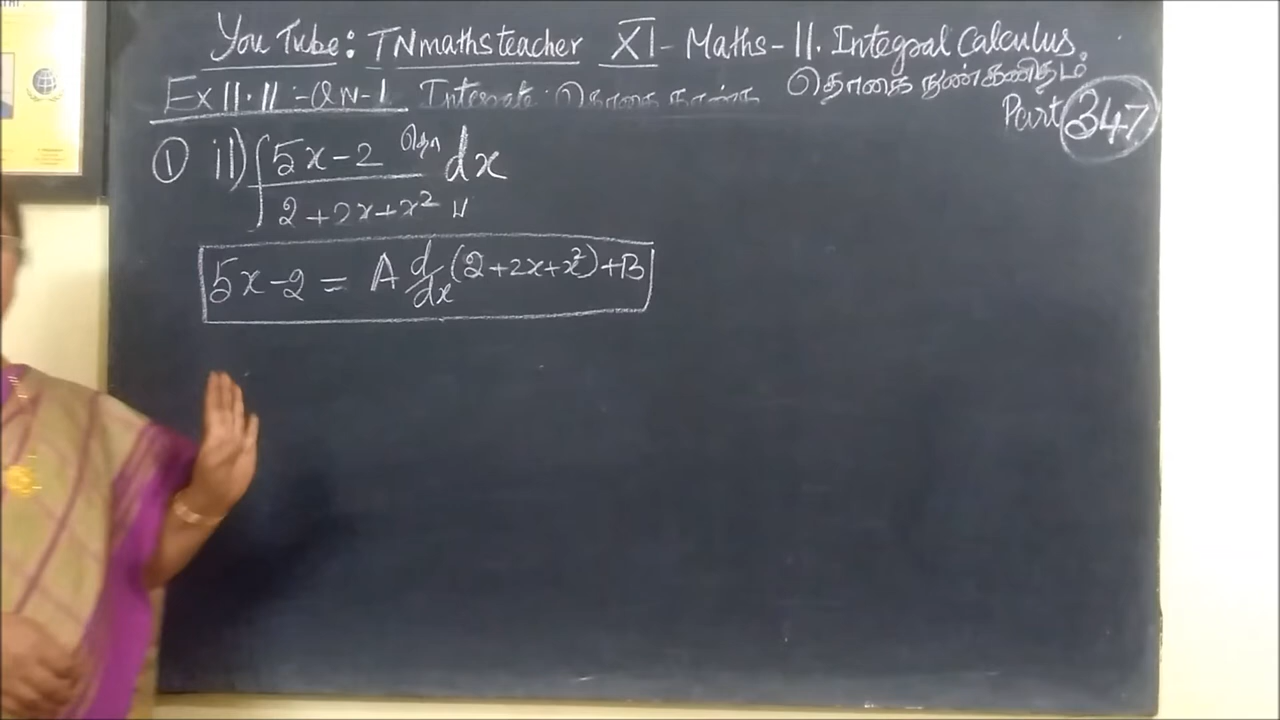 You Tube: TNmathsteacher XI - Maths - 11. Integral Calculus.
Ex 11.11 :- QN-1 Integrate: தொகை காண்க தொகை நுண்கணிதம்
Part 347
① ii) ∫ 5x-2 / 2+2x+x² dx
5x-2 = A d/dx (2+2x+x²)+B